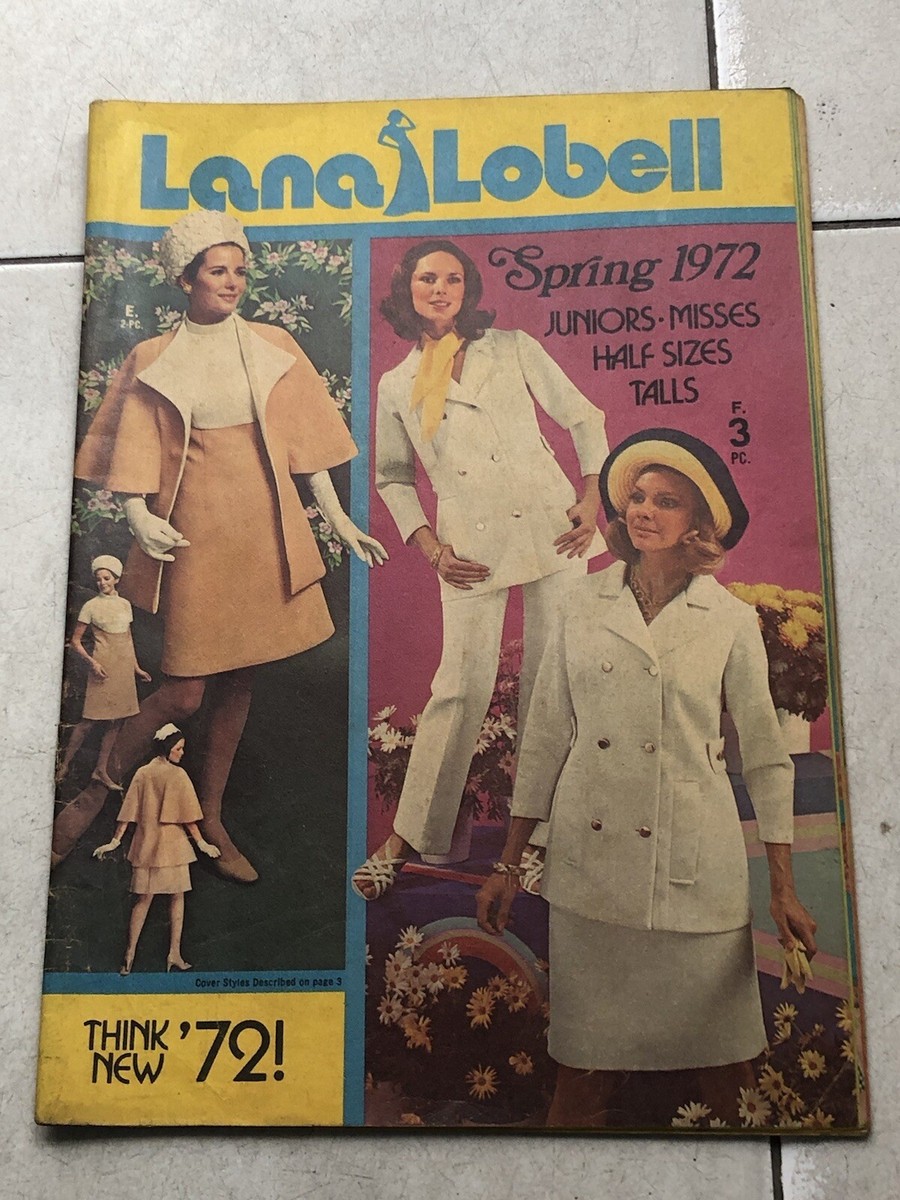 Lana Lobell
Spring 1972
JUNIORS • MISSES
HALF SIZES
TALLS
F.
3
PC.
E.
2-PC.
Cover Styles Described on page 3
THINK
NEW '72!